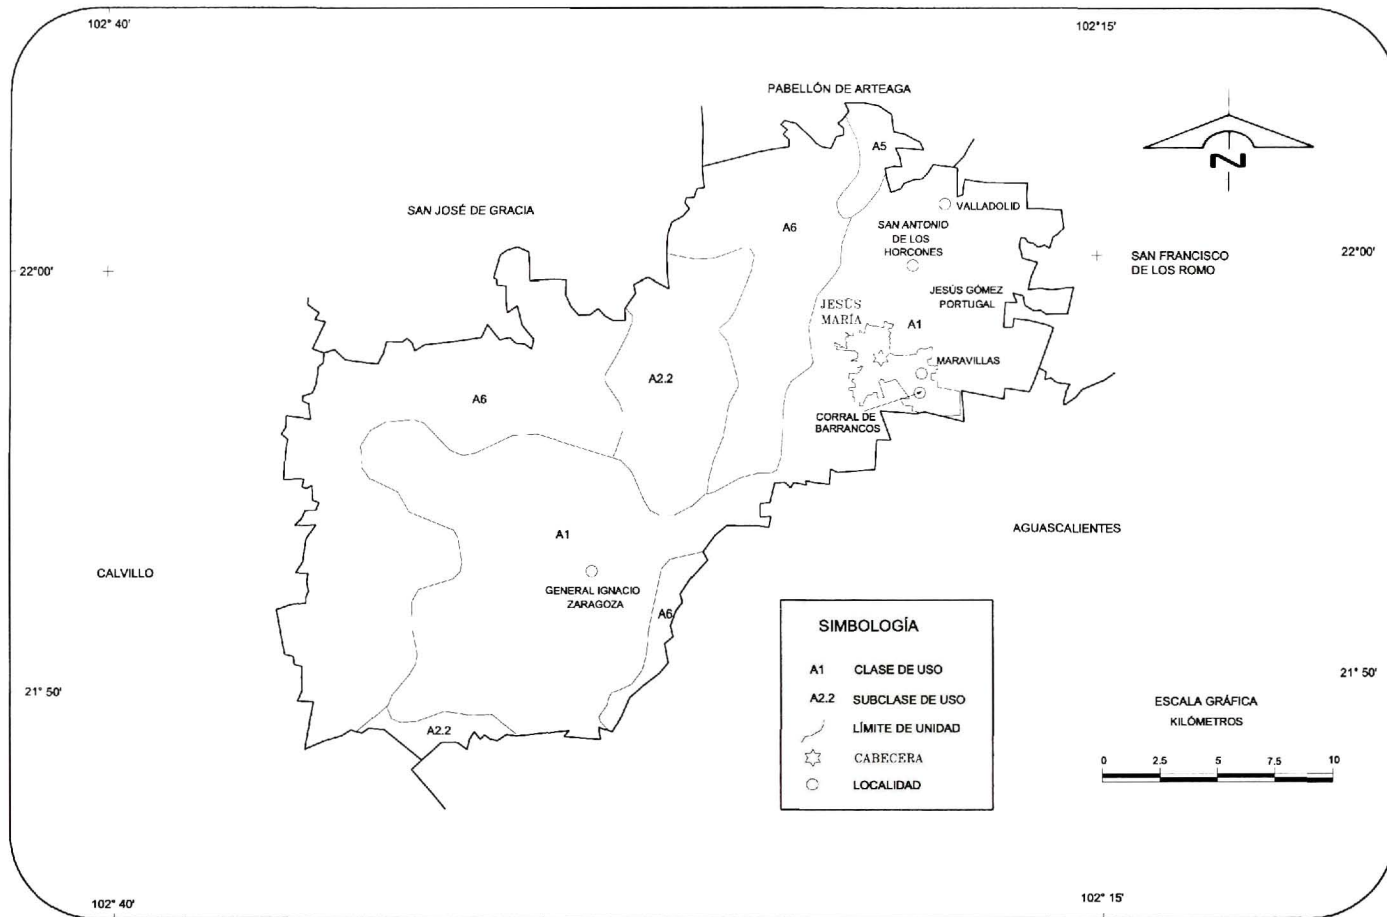 102° 40'
102°15'
PABELLÓN DE ARTEAGA
A5
N
SAN JOSÉ DE GRACIA
VALLADOLID
A6
SAN ANTONIO
DE LOS
HORCONES
22°00'
SAN FRANCISCO
DE LOS ROMO
22°00'
JESÚS GÓMEZ
PORTUGAL
JESÚS
MARÍA
A1
MARAVILLAS
A2.2
A6
CORRAL DE
BARRANCOS
A1
AGUASCALIENTES
CALVILLO
GENERAL IGNACIO
ZARAGOZA
A6
SIMBOLOGÍA
A1 CLASE DE USO
A2.2 SUBCLASE DE USO
LÍMITE DE UNIDAD
CABECERA
LOCALIDAD
21° 50'
21° 50'
ESCALA GRÁFICA
KILÓMETROS
0 2.5 5 7.5 10
A2.2
102° 40'
102° 15'